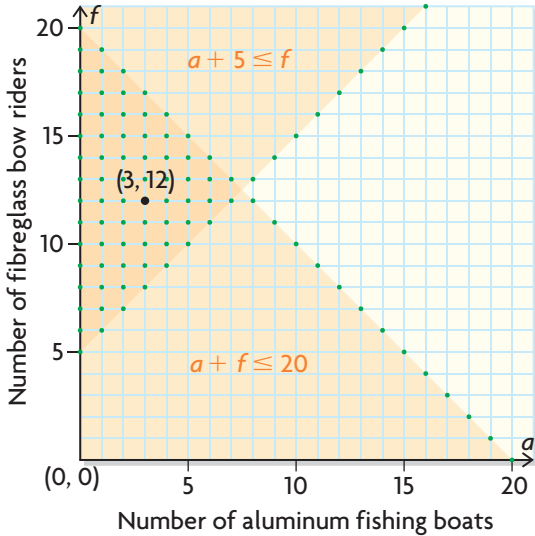 f
20
a + 5 ≤ f
15
(3, 12)
10
5
a + f ≤ 20
a
(0, 0)
5
10
15
20
Number of aluminum fishing boats
Number of fibreglass bow riders